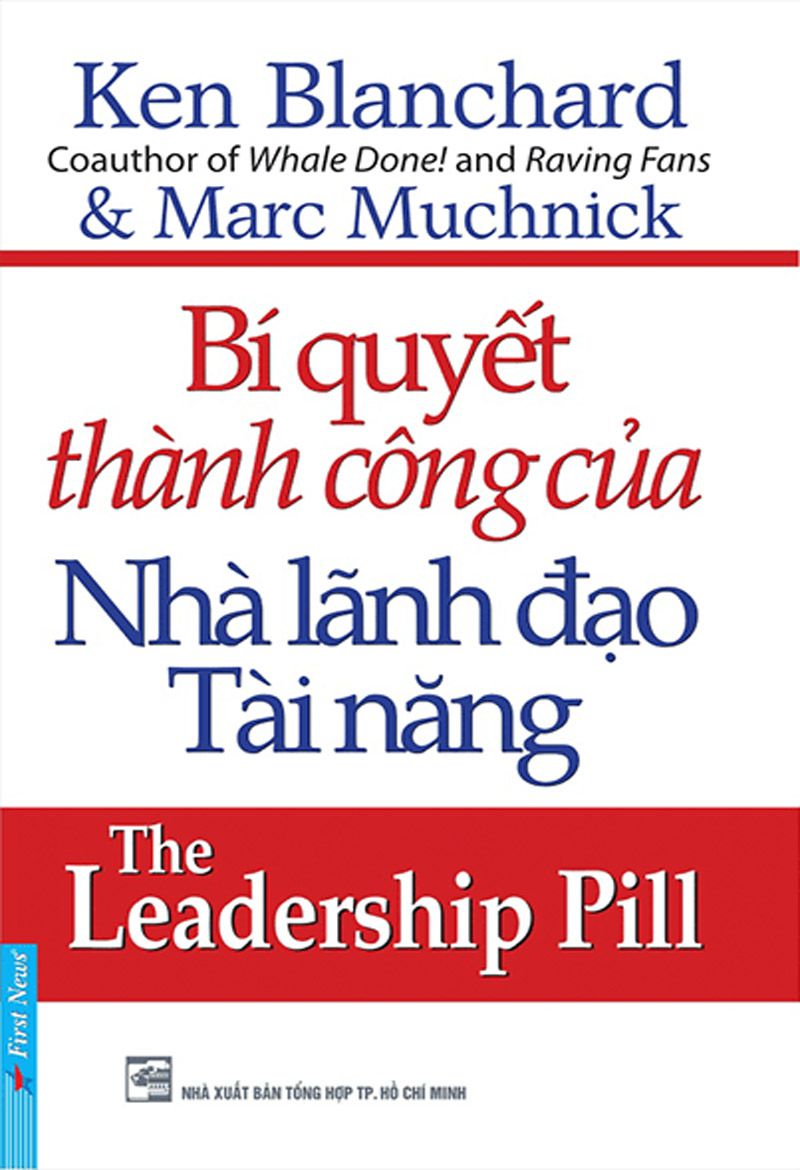 Ken Blanchard
Coauthor of Whale Done! and Raving Fans
& Marc Muchnick
Bí quyết
thành công của
Nhà lãnh đạo
Tài năng
The
Leadership Pill
First News
NHÀ XUẤT BẢN TỔNG HỢP TP. HỒ CHÍ MINH